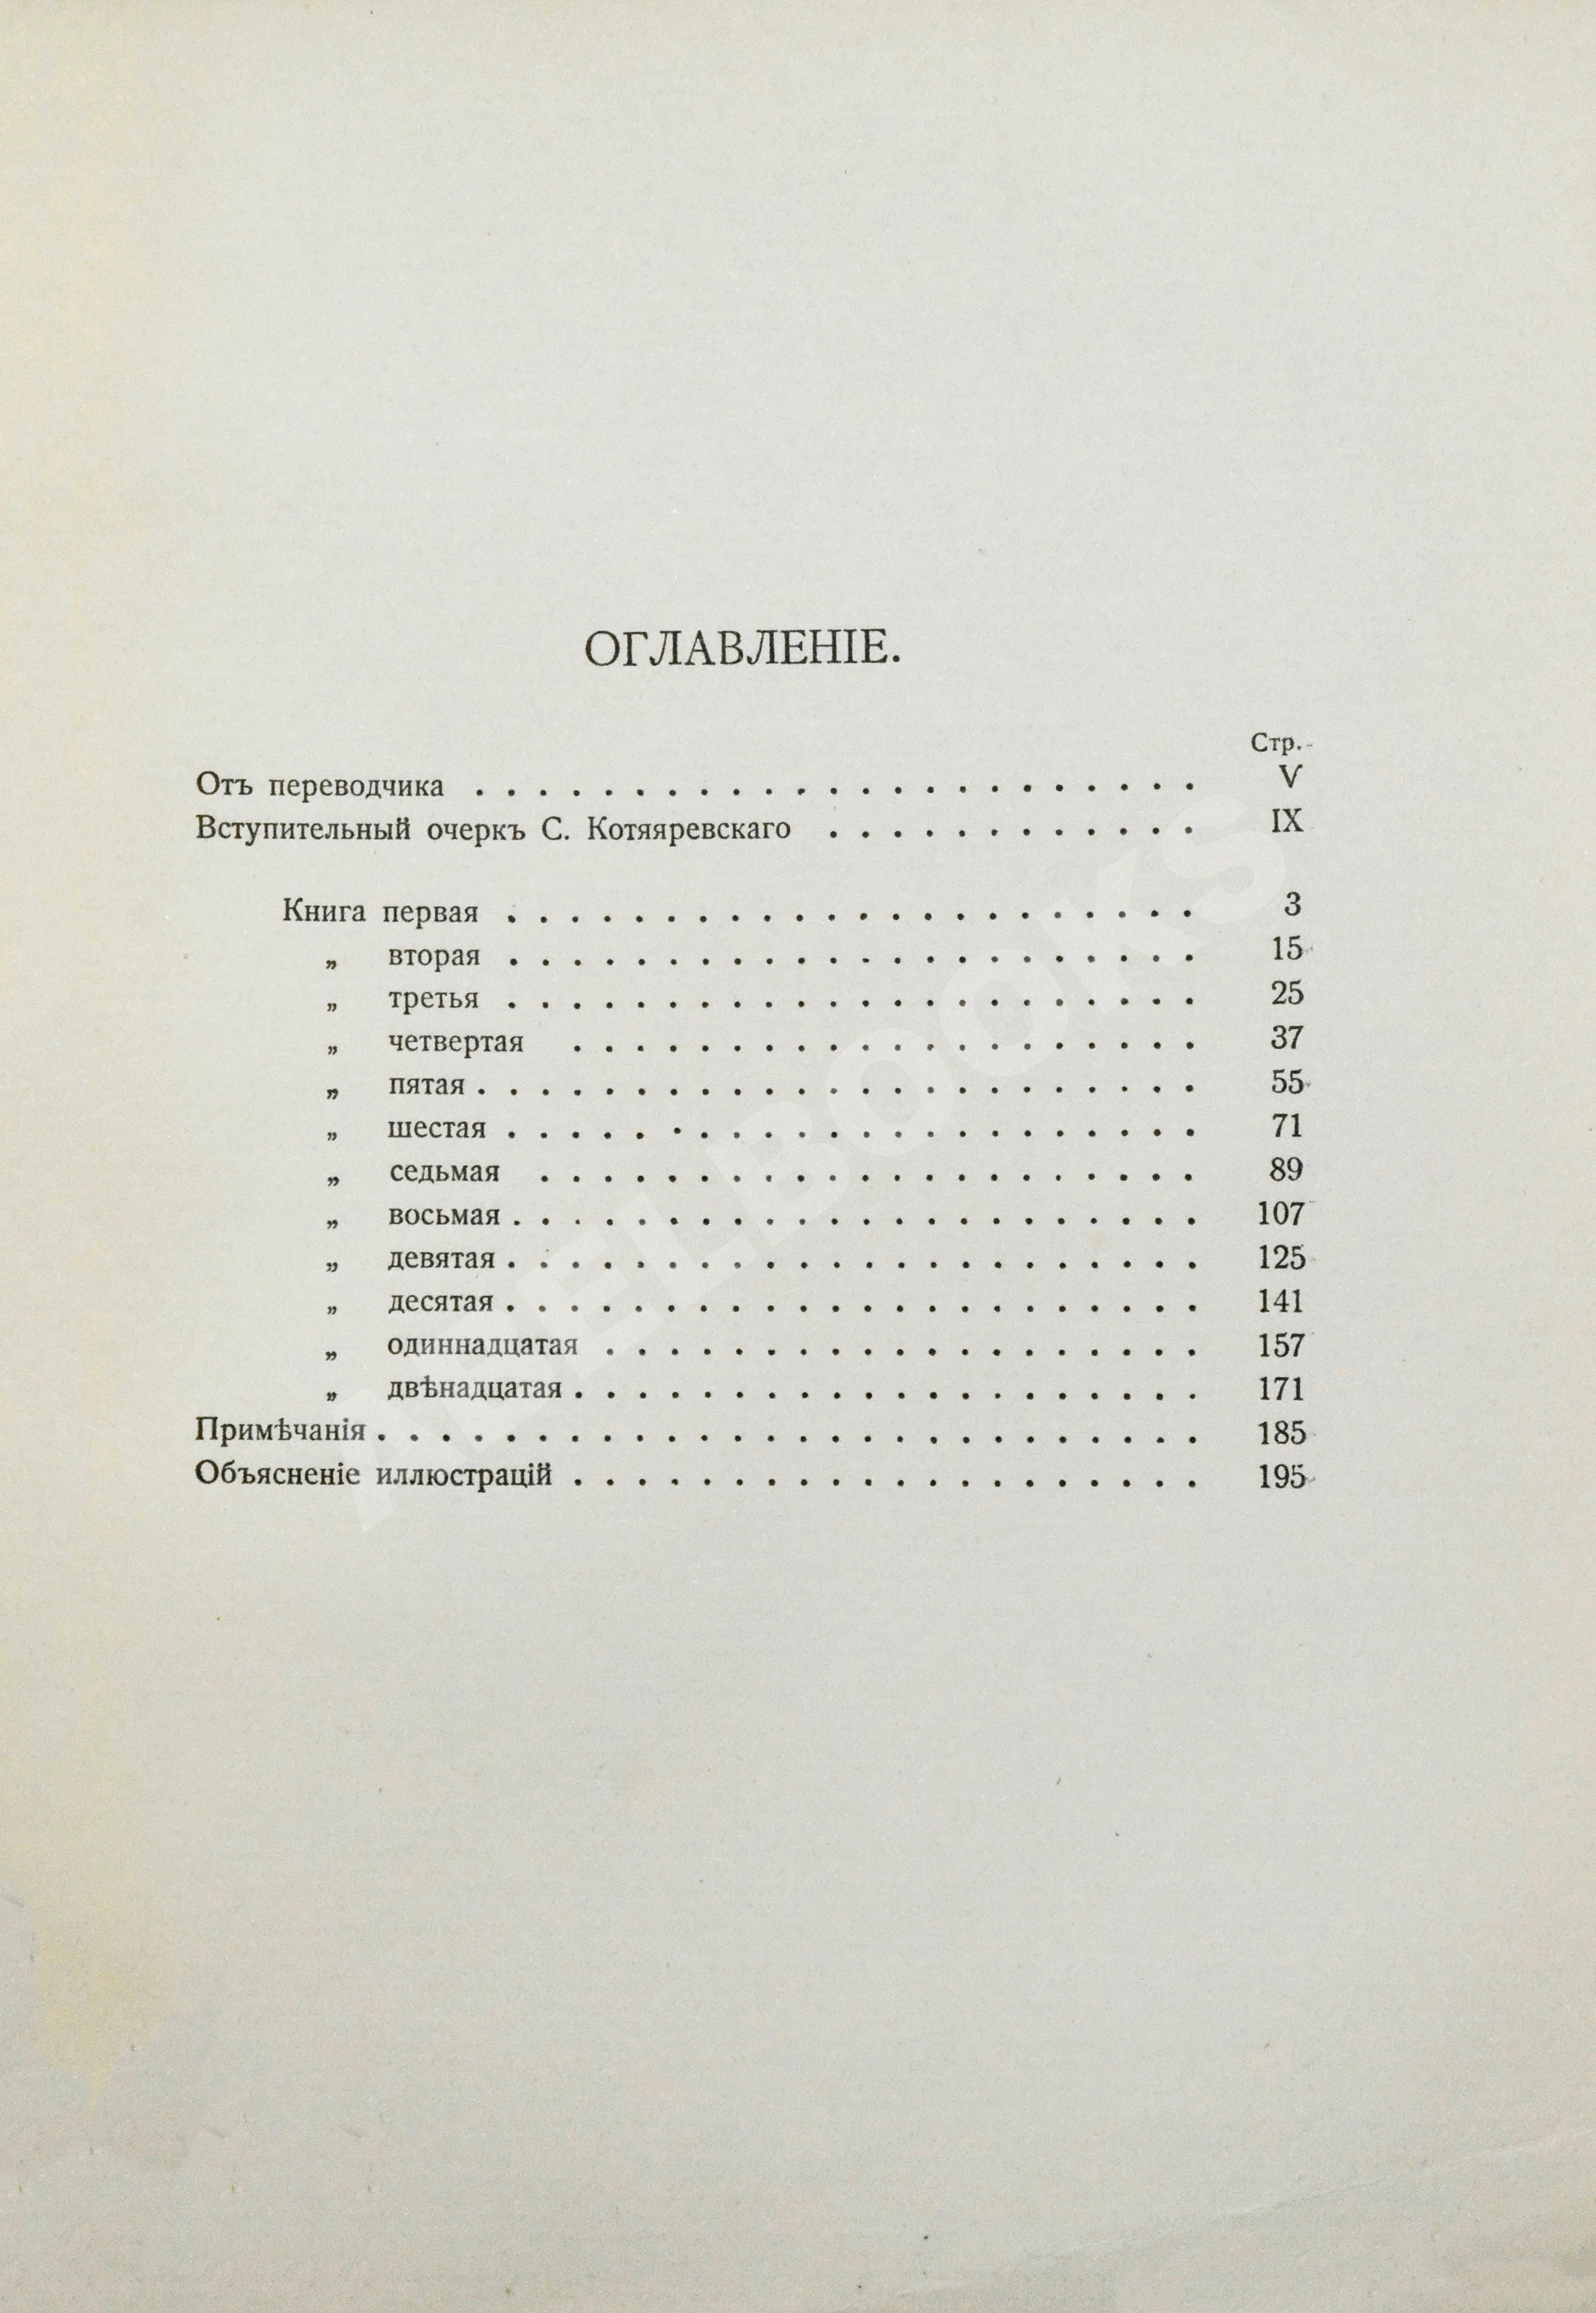 ОГЛАВЛЕНІЕ.
Стр.
Отъ переводчика . . . . . . . . . . . . . . . . . . . . . . . V
Вступительный очеркъ С. Котяяревскаго . . . . . . . . . . . . IX
Книга первая . . . . . . . . . . . . . . . . . . . . . . 3
„ вторая . . . . . . . . . . . . . . . . . . . . . . 15
„ третья . . . . . . . . . . . . . . . . . . . . . . 25
„ четвертая . . . . . . . . . . . . . . . . . . . . 37
„ пятая . . . . . . . . . . . . . . . . . . . . . . . 55
„ шестая . . . . . . . . . . . . . . . . . . . . . . 71
„ седьмая . . . . . . . . . . . . . . . . . . . . . 89
„ восьмая . . . . . . . . . . . . . . . . . . . . . . 107
„ девятая . . . . . . . . . . . . . . . . . . . . . . 125
„ десятая . . . . . . . . . . . . . . . . . . . . . . 141
„ одиннадцатая . . . . . . . . . . . . . . . . . . . 157
„ двѣнадцатая . . . . . . . . . . . . . . . . . . . . 171
Примѣчанія . . . . . . . . . . . . . . . . . . . . . . . . . . 185
Объясненіе иллюстрацій . . . . . . . . . . . . . . . . . . . . 195